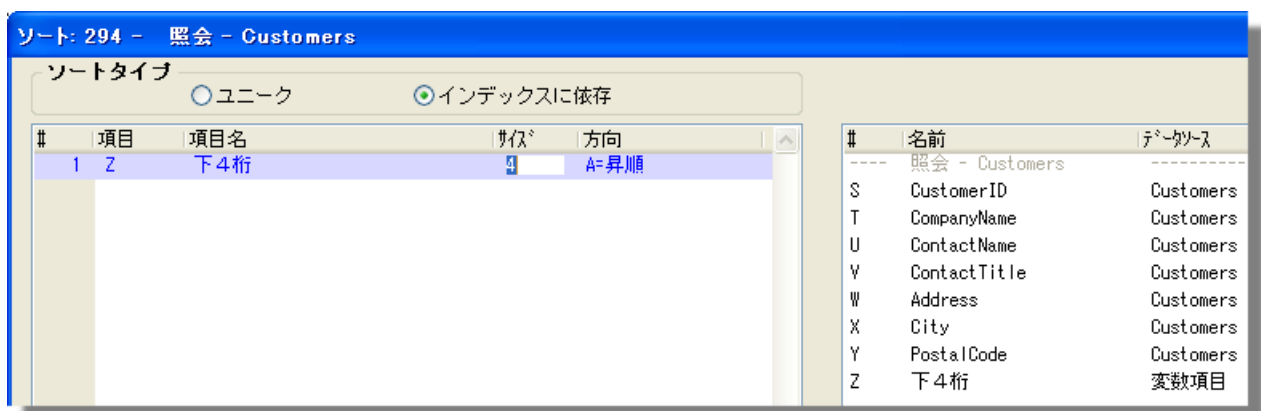 ソート: 294 - 照会 - Customers
ソートタイプ
ユニーク インデックスに依存
# 項目 項目名 ｻｲｽﾞ 方向
1 Z 下４桁 4 A=昇順
# 名前 ﾃﾞｰﾀｿｰｽ
---- 照会 - Customers ----------
S CustomerID Customers
T CompanyName Customers
U ContactName Customers
V ContactTitle Customers
W Address Customers
X City Customers
Y PostalCode Customers
Z 下４桁 変数項目